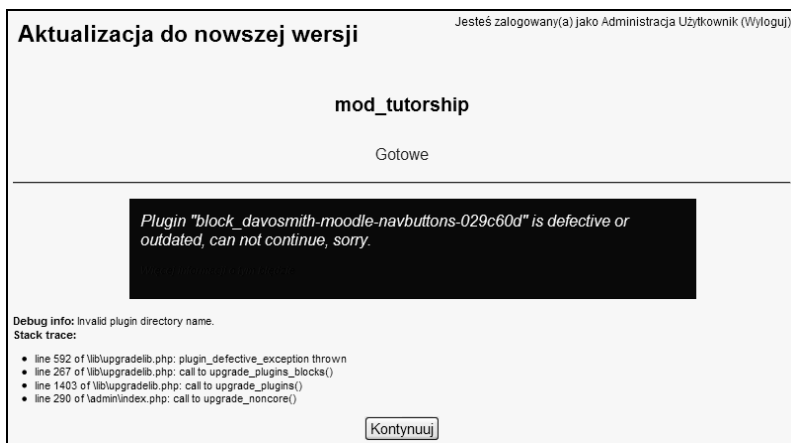 Jesteś zalogowany(a) jako Administracja Użytkownik (Wyloguj)
Aktualizacja do nowszej wersji
mod_tutorship
Gotowe
Plugin "block_davosmith-moodle-navbuttons-029c60d" is defective or
outdated, can not continue, sorry.
Debug info: Invalid plugin directory name.
Stack trace:
• line 592 of \lib\upgradelib.php: plugin_defective_exception thrown
• line 267 of \lib\upgradelib.php: call to upgrade_plugins_blocks()
• line 1403 of \lib\upgradelib.php: call to upgrade_plugins()
• line 290 of \admin\index.php: call to upgrade_noncore()
Kontynuuj